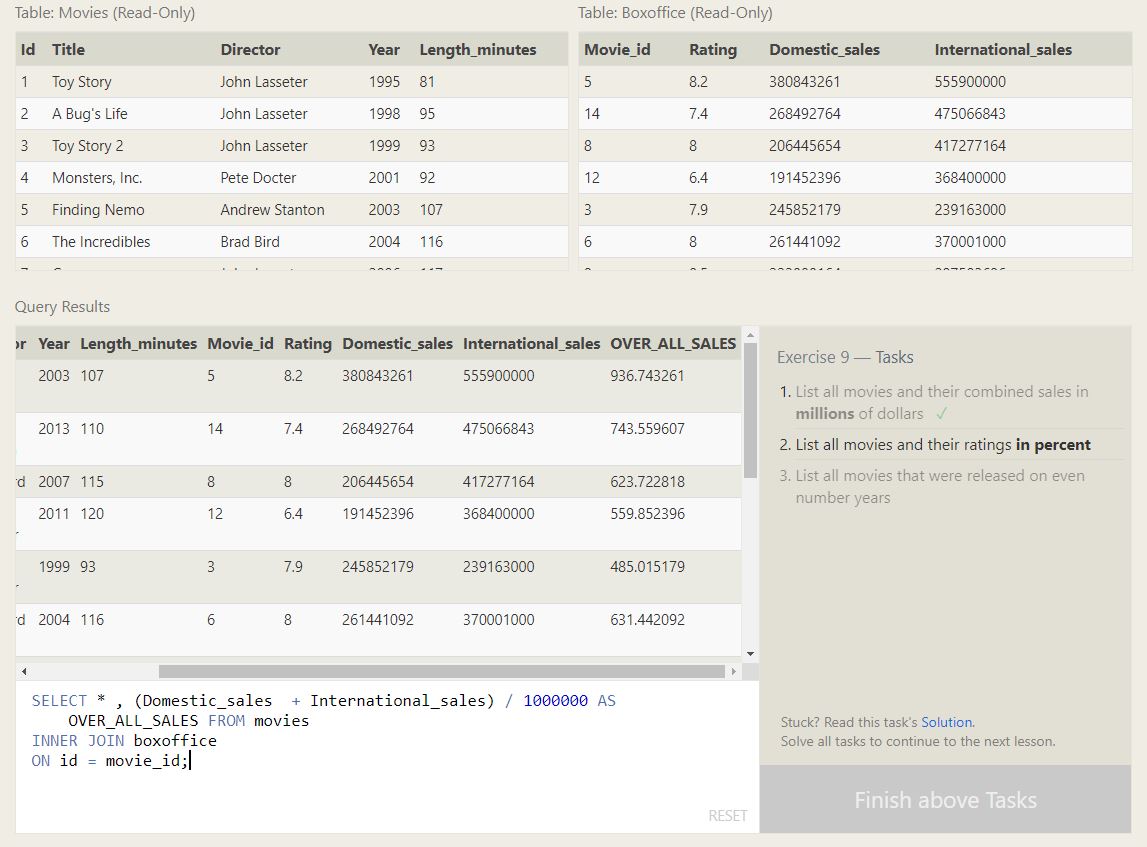 Table: Movies (Read-Only)
Id Title Director Year Length_minutes
1 Toy Story John Lasseter 1995 81
2 A Bug's Life John Lasseter 1998 95
3 Toy Story 2 John Lasseter 1999 93
4 Monsters, Inc. Pete Docter 2001 92
5 Finding Nemo Andrew Stanton 2003 107
6 The Incredibles Brad Bird 2004 116
Table: Boxoffice (Read-Only)
Movie_id Rating Domestic_sales International_sales
5 8.2 380843261 555900000
14 7.4 268492764 475066843
8 8 206445654 417277164
12 6.4 191452396 368400000
3 7.9 245852179 239163000
6 8 261441092 370001000
Query Results
or Year Length_minutes Movie_id Rating Domestic_sales International_sales OVER_ALL_SALES
2003 107 5 8.2 380843261 555900000 936.743261
2013 110 14 7.4 268492764 475066843 743.559607
rd 2007 115 8 8 206445654 417277164 623.722818
2011 120 12 6.4 191452396 368400000 559.852396
1999 93 3 7.9 245852179 239163000 485.015179
rd 2004 116 6 8 261441092 370001000 631.442092
SELECT * , (Domestic_sales  + International_sales) / 1000000 AS
OVER_ALL_SALES FROM movies
INNER JOIN boxoffice
ON id = movie_id;
RESET
Exercise 9 — Tasks
1. List all movies and their combined sales in
millions of dollars ✓
2. List all movies and their ratings in percent
3. List all movies that were released on even
number years
Stuck? Read this task's Solution.
Solve all tasks to continue to the next lesson.
Finish above Tasks